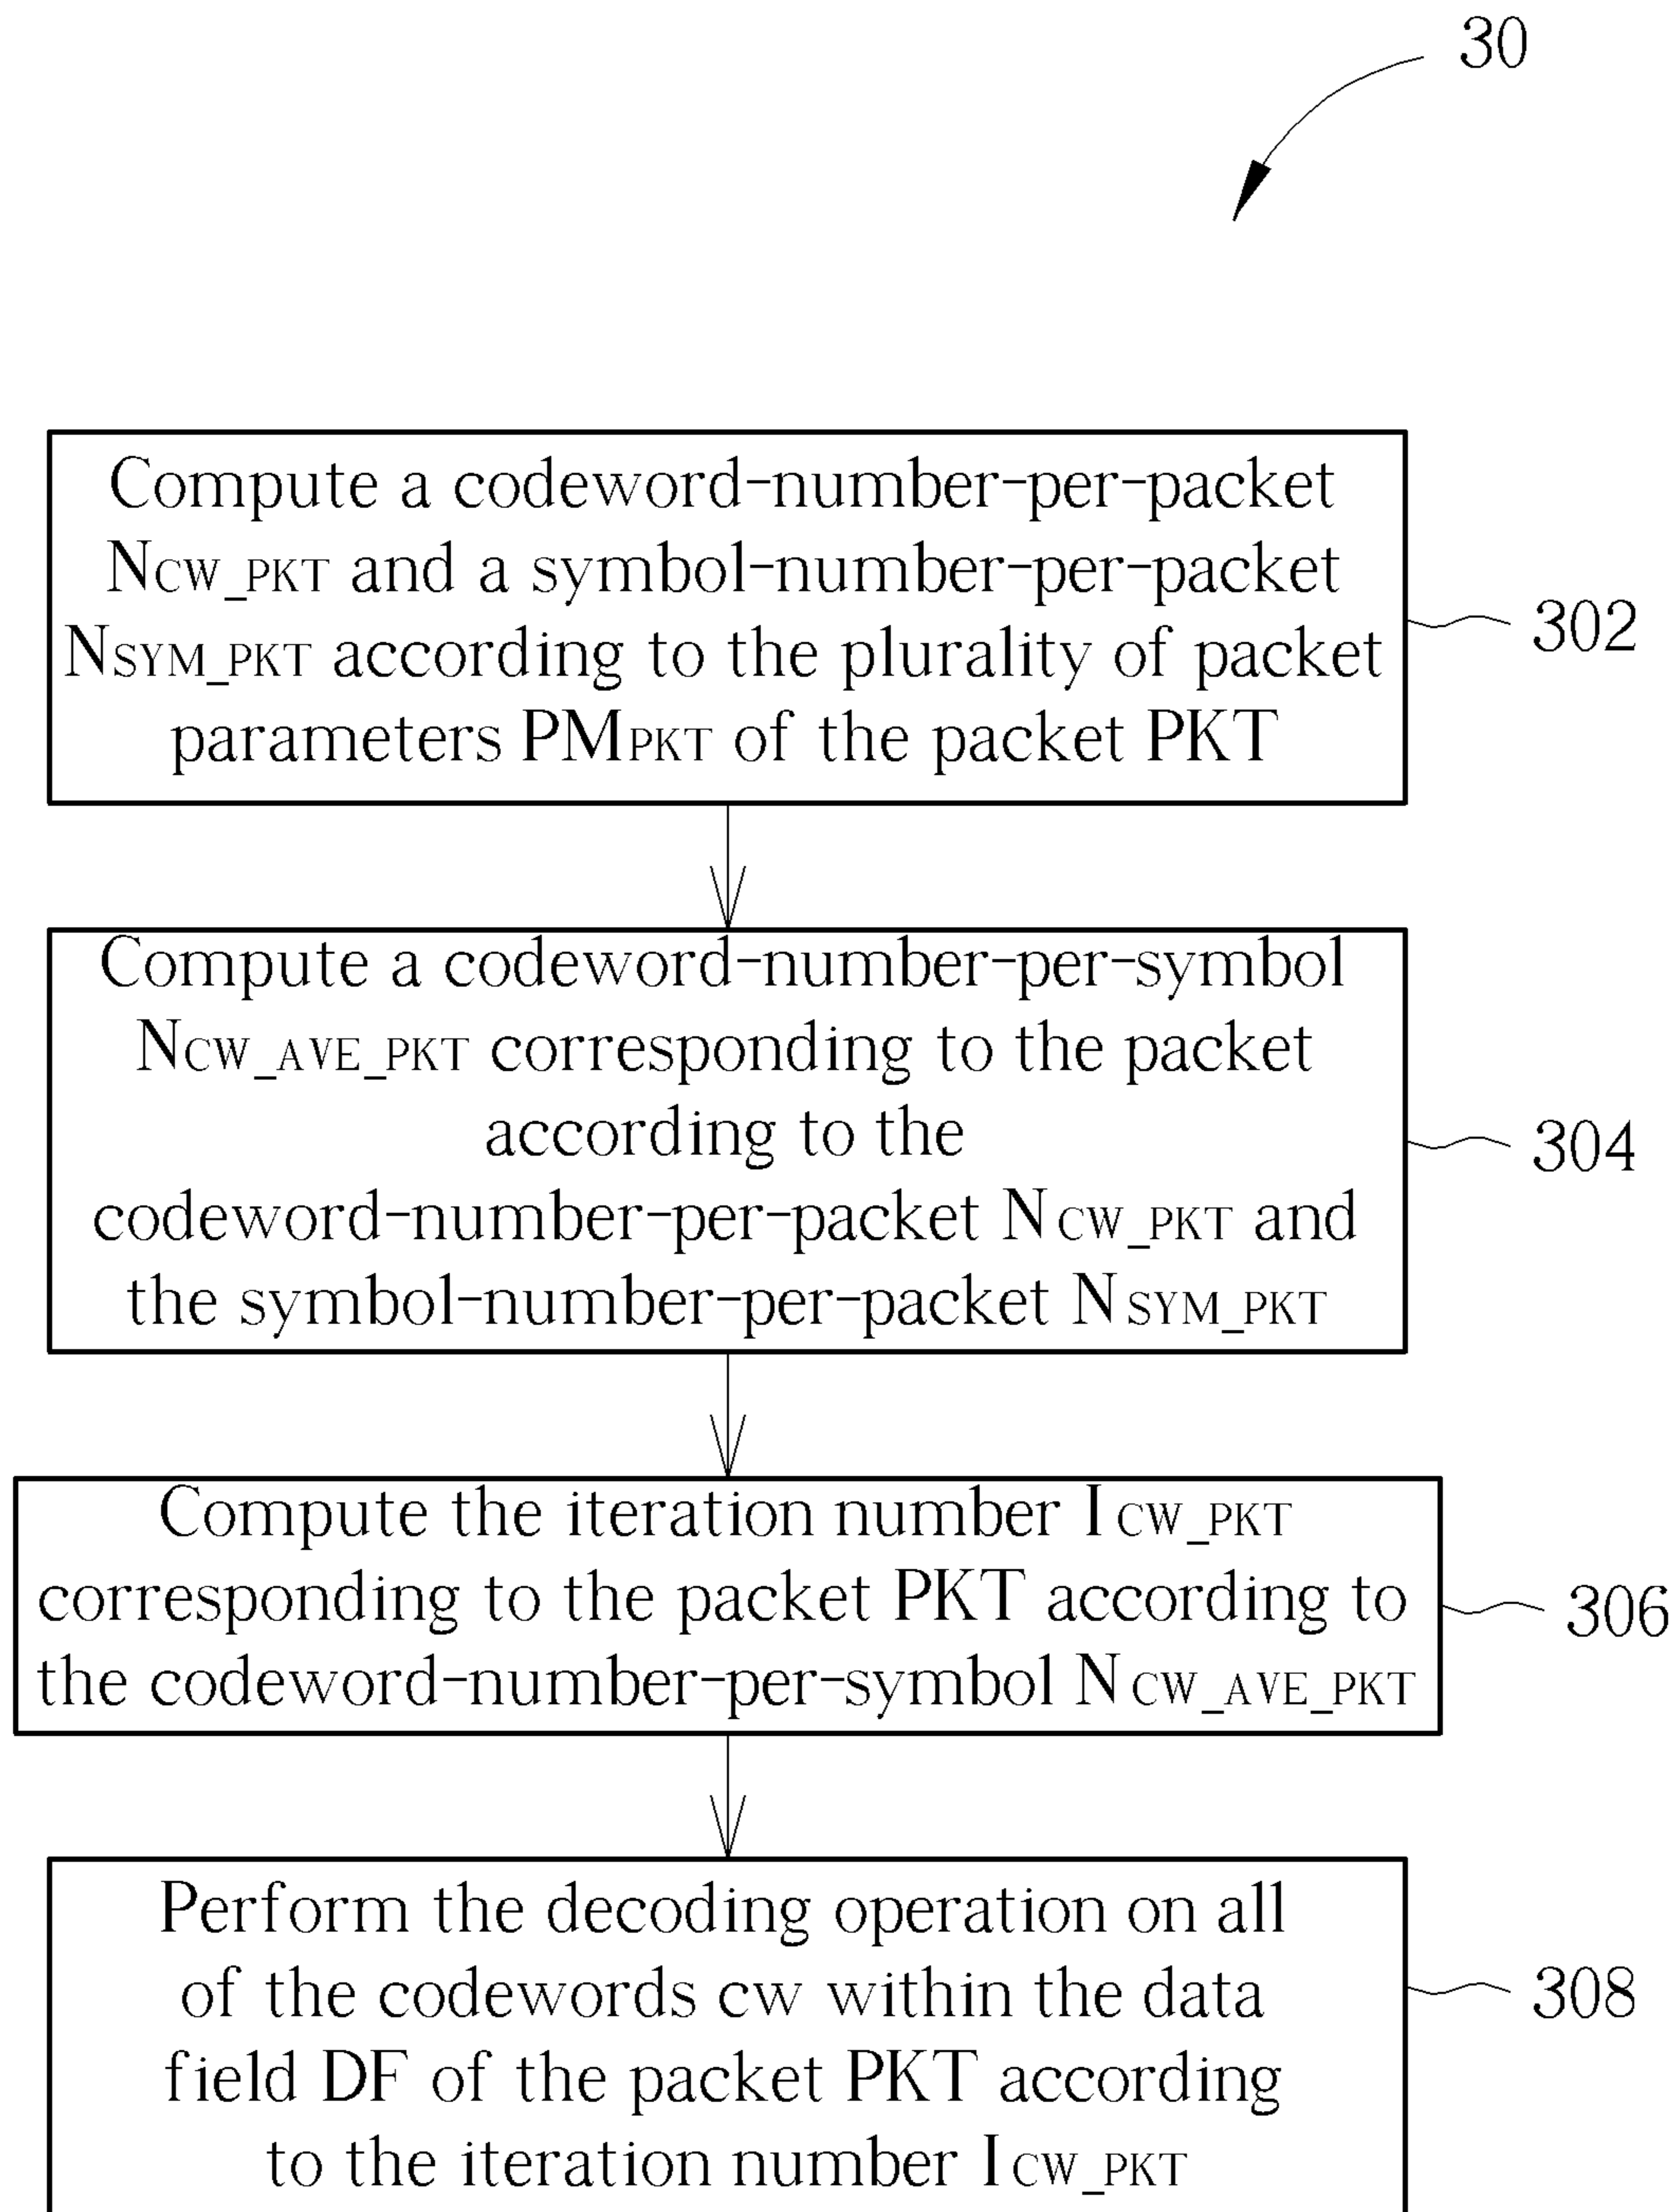 30
Compute a codeword-number-per-packet
NCW_PKT and a symbol-number-per-packet
NSYM_PKT according to the plurality of packet
parameters PMPKT of the packet PKT
302
Compute a codeword-number-per-symbol
NCW_AVE_PKT corresponding to the packet
according to the
codeword-number-per-packet NCW_PKT and
the symbol-number-per-packet NSYM_PKT
304
Compute the iteration number ICW_PKT
corresponding to the packet PKT according to
the codeword-number-per-symbol NCW_AVE_PKT
306
Perform the decoding operation on all
of the codewords cw within the data
field DF of the packet PKT according
to the iteration number ICW_PKT
308